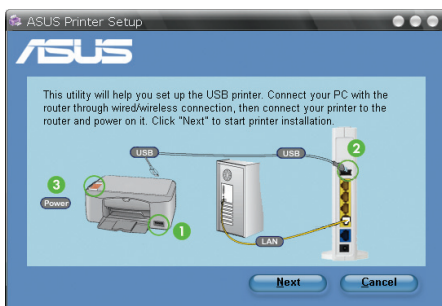 ASUS Printer Setup
ASUS
This utility will help you set up the USB printer. Connect your PC with the
router through wired/wireless connection, then connect your printer to the
router and power on it. Click "Next" to start printer installation.
USB
USB
2
3
Power
1
LAN
Next
Cancel